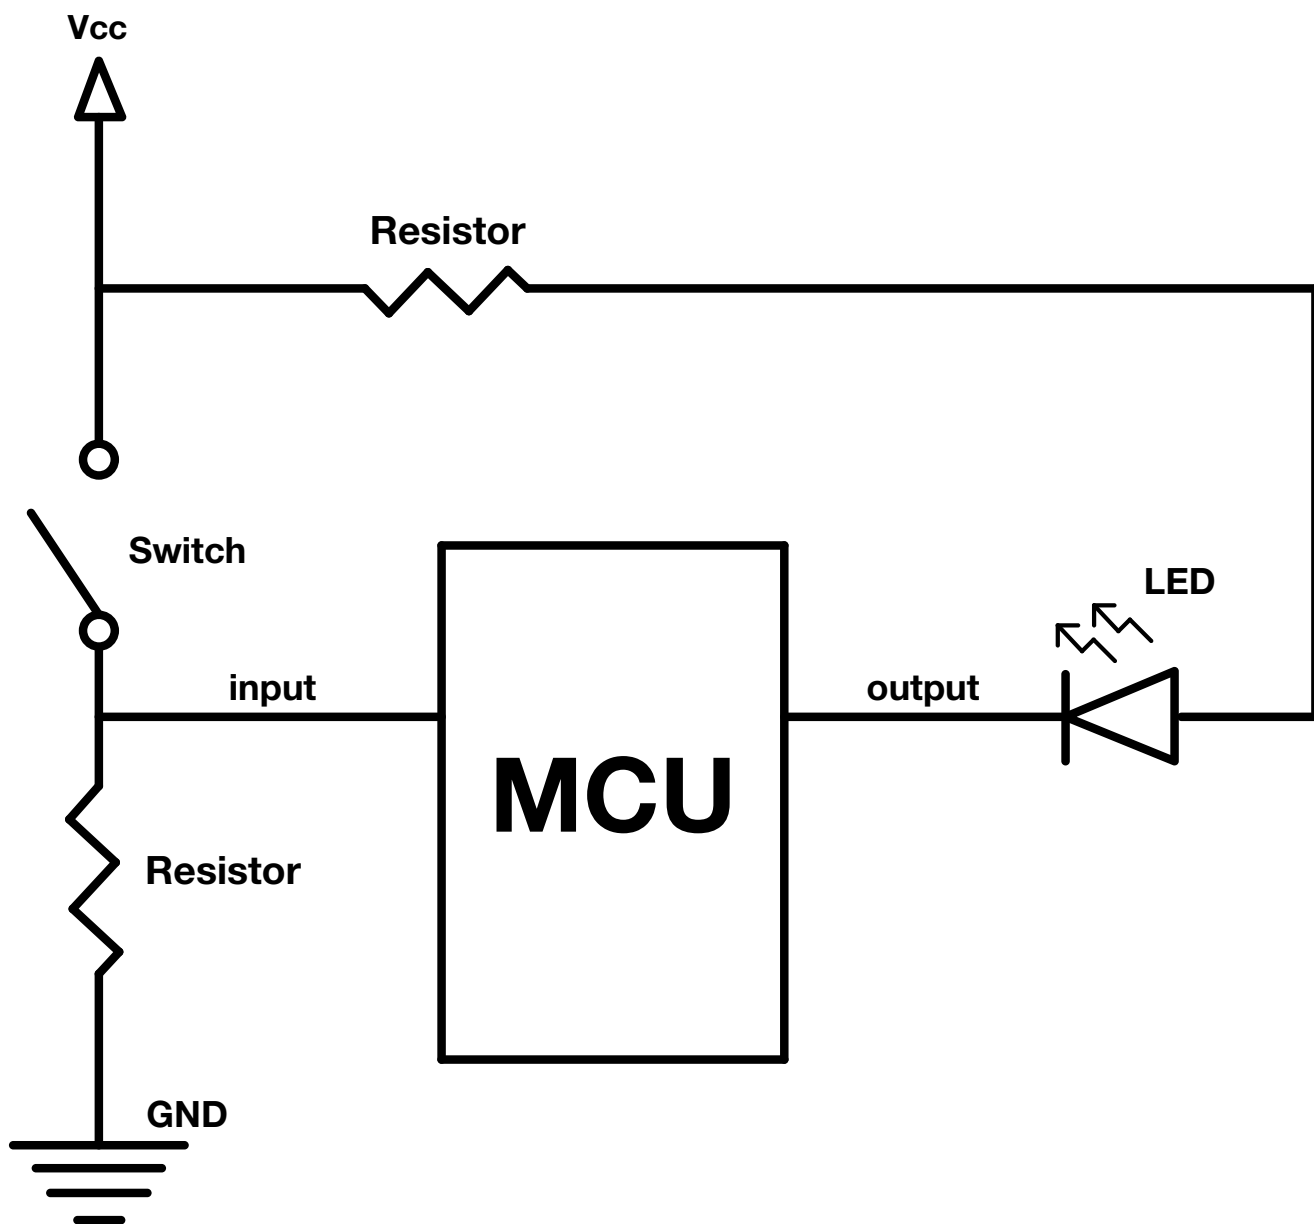 Vcc
Resistor
Switch
LED
input
output
MCU
Resistor
GND